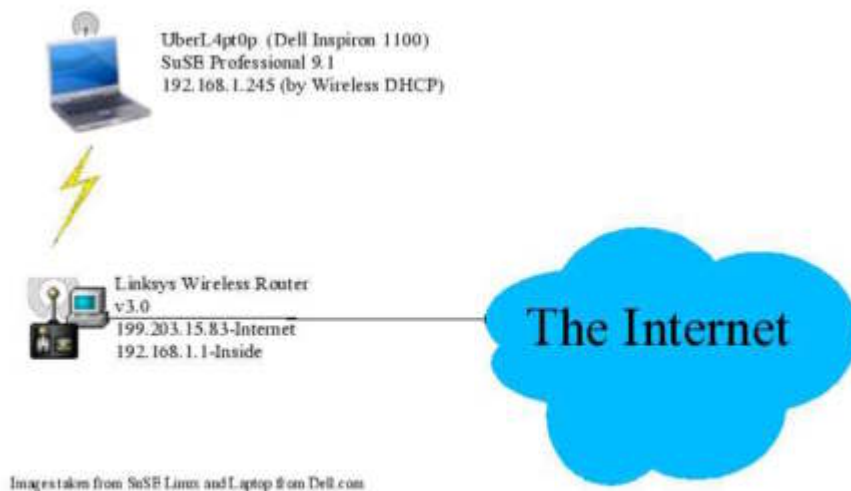 UberL4pt0p (Dell Inspiron 1100)
SuSE Professional 9.1
192.168.1.245 (by Wireless DHCP)
Linksys Wireless Router
v3.0
199.203.15.83-Internet
192.168.1.1-Inside
The Internet
Images taken from SuSE Linux and Laptop from Dell.com